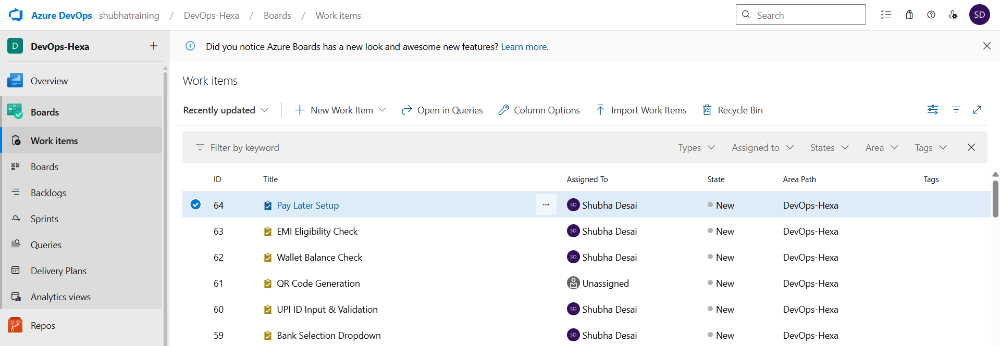 Azure DevOps shubhatraining / DevOps-Hexa / Boards / Work items Search SD
D DevOps-Hexa +
Did you notice Azure Boards has a new look and awesome new features? Learn more.
Overview
Boards
Work items
Boards
Backlogs
Sprints
Queries
Delivery Plans
Analytics views
Repos
Work items
Recently updated New Work Item Open in Queries Column Options Import Work Items Recycle Bin
Filter by keyword Types Assigned to States Area Tags
ID Title Assigned To State Area Path Tags
64 Pay Later Setup ... SD Shubha Desai New DevOps-Hexa
63 EMI Eligibility Check SD Shubha Desai New DevOps-Hexa
62 Wallet Balance Check SD Shubha Desai New DevOps-Hexa
61 QR Code Generation Unassigned New DevOps-Hexa
60 UPI ID Input & Validation SD Shubha Desai New DevOps-Hexa
59 Bank Selection Dropdown SD Shubha Desai New DevOps-Hexa